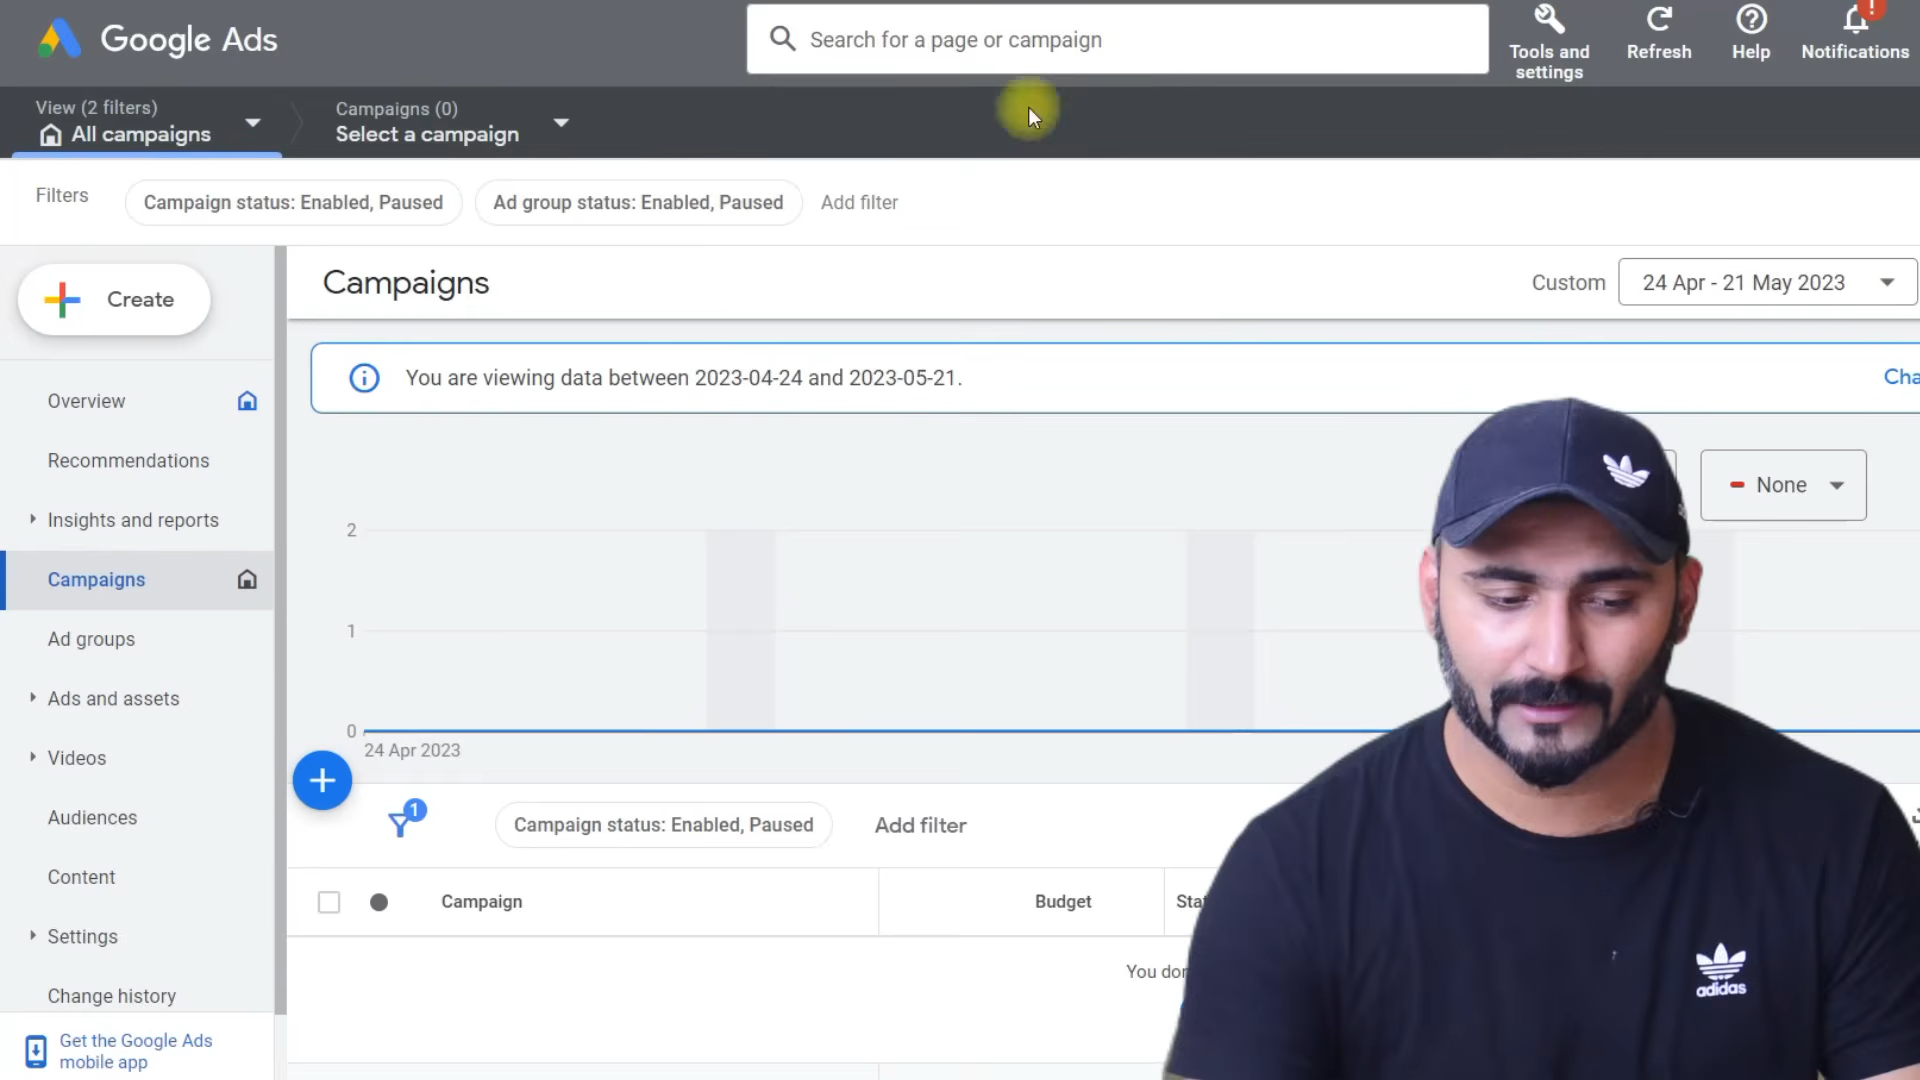 Google Ads
Search for a page or campaign
Tools and
settings
Refresh
Help
!
Notifications
View (2 filters)
All campaigns
Campaigns (0)
Select a campaign
Filters
Campaign status: Enabled, Paused
Ad group status: Enabled, Paused
Add filter
Create
Campaigns
Custom
24 Apr - 21 May 2023
You are viewing data between 2023-04-24 and 2023-05-21.
Cha
Overview
Recommendations
Insights and reports
Campaigns
Ad groups
Ads and assets
Videos
Audiences
Content
Settings
Change history
Get the Google Ads
mobile app
None
2
1
0
24 Apr 2023
1
Campaign status: Enabled, Paused
Add filter
Campaign
Budget
Sta
You don
adidas